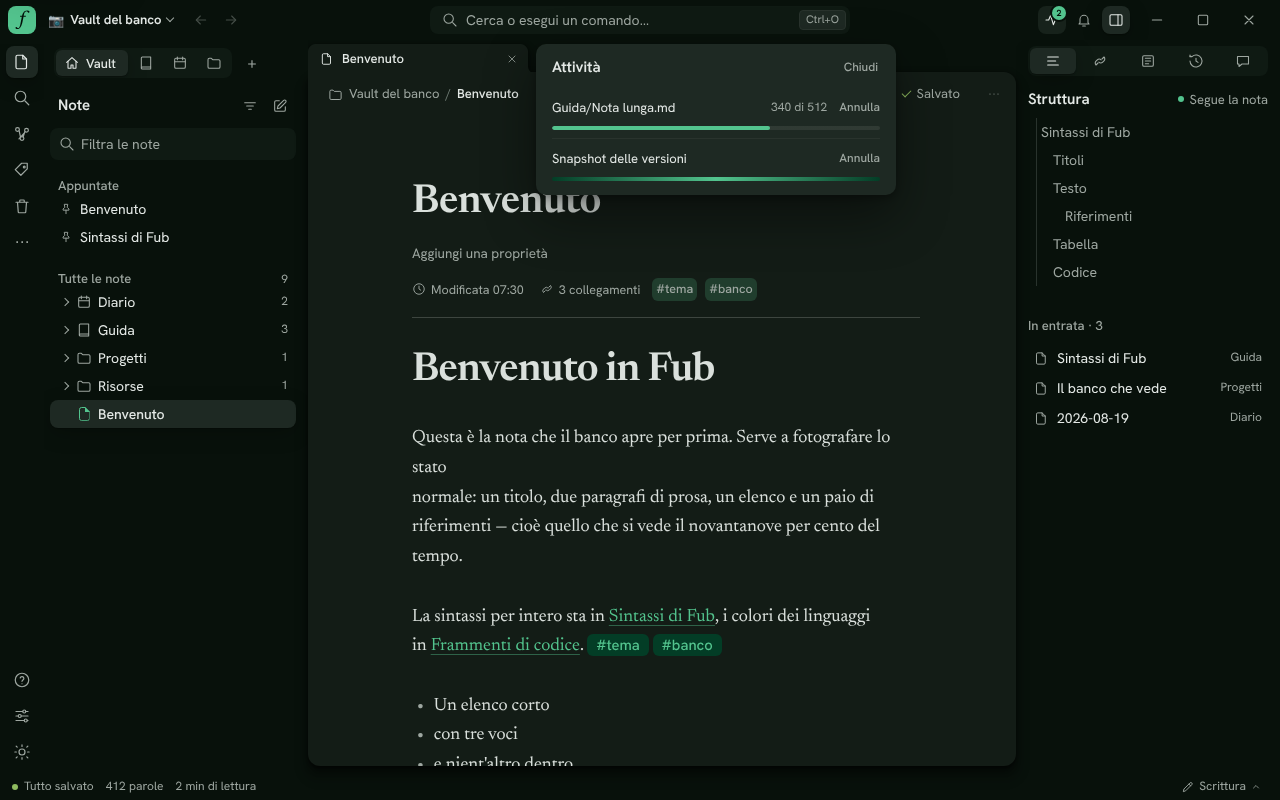 Vault del banco
Cerca o esegui un comando...
Ctrl+O
2
Vault
Note
Filtra le note
Appuntate
Benvenuto
Sintassi di Fub
Tutte le note 9
Diario 2
Guida 3
Progetti 1
Risorse 1
Benvenuto
Benvenuto
Vault del banco / Benvenuto
Salvato
Attività
Chiudi
Guida/Nota lunga.md 340 di 512 Annulla
Snapshot delle versioni Annulla
Benvenuto
Aggiungi una proprietà
Modificata 07:30 3 collegamenti #tema #banco
Benvenuto in Fub
Questa è la nota che il banco apre per prima. Serve a fotografare lo
stato
normale: un titolo, due paragrafi di prosa, un elenco e un paio di
riferimenti — cioè quello che si vede il novantanove per cento del
tempo.
La sintassi per intero sta in Sintassi di Fub, i colori dei linguaggi
in Frammenti di codice. #tema #banco
• Un elenco corto
• con tre voci
• e nient'altro dentro
Struttura
Segue la nota
Sintassi di Fub
Titoli
Testo
Riferimenti
Tabella
Codice
In entrata · 3
Sintassi di Fub Guida
Il banco che vede Progetti
2026-08-19 Diario
Tutto salvato 412 parole 2 min di lettura
Scrittura